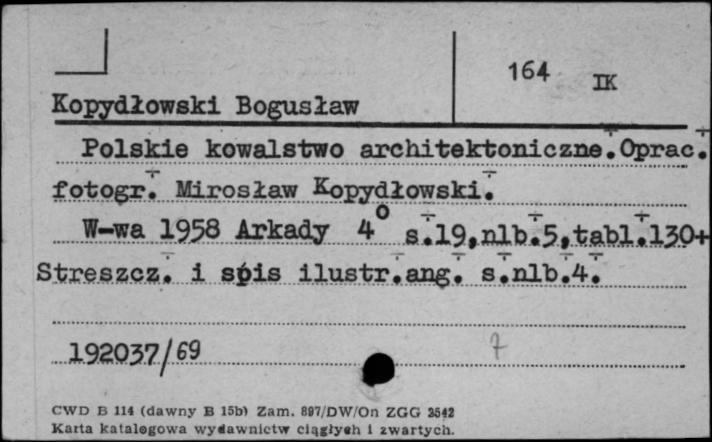 164 IK
Kopydłowski Bogusław
Polskie kowalstwo architektoniczne. Oprac.
fotogr. Mirosław Kopydłowski.
W-wa 1958 Arkady 4° s.19,nlb.5,tabl.130+
Streszcz. i spis ilustr.ang. s.nlb.4.
192037/69
7
CWD B 114 (dawny B 15b) Zam. 897/DW/On ZGG 3542
Karta katalogowa wydawnictw ciągłych i zwartych.